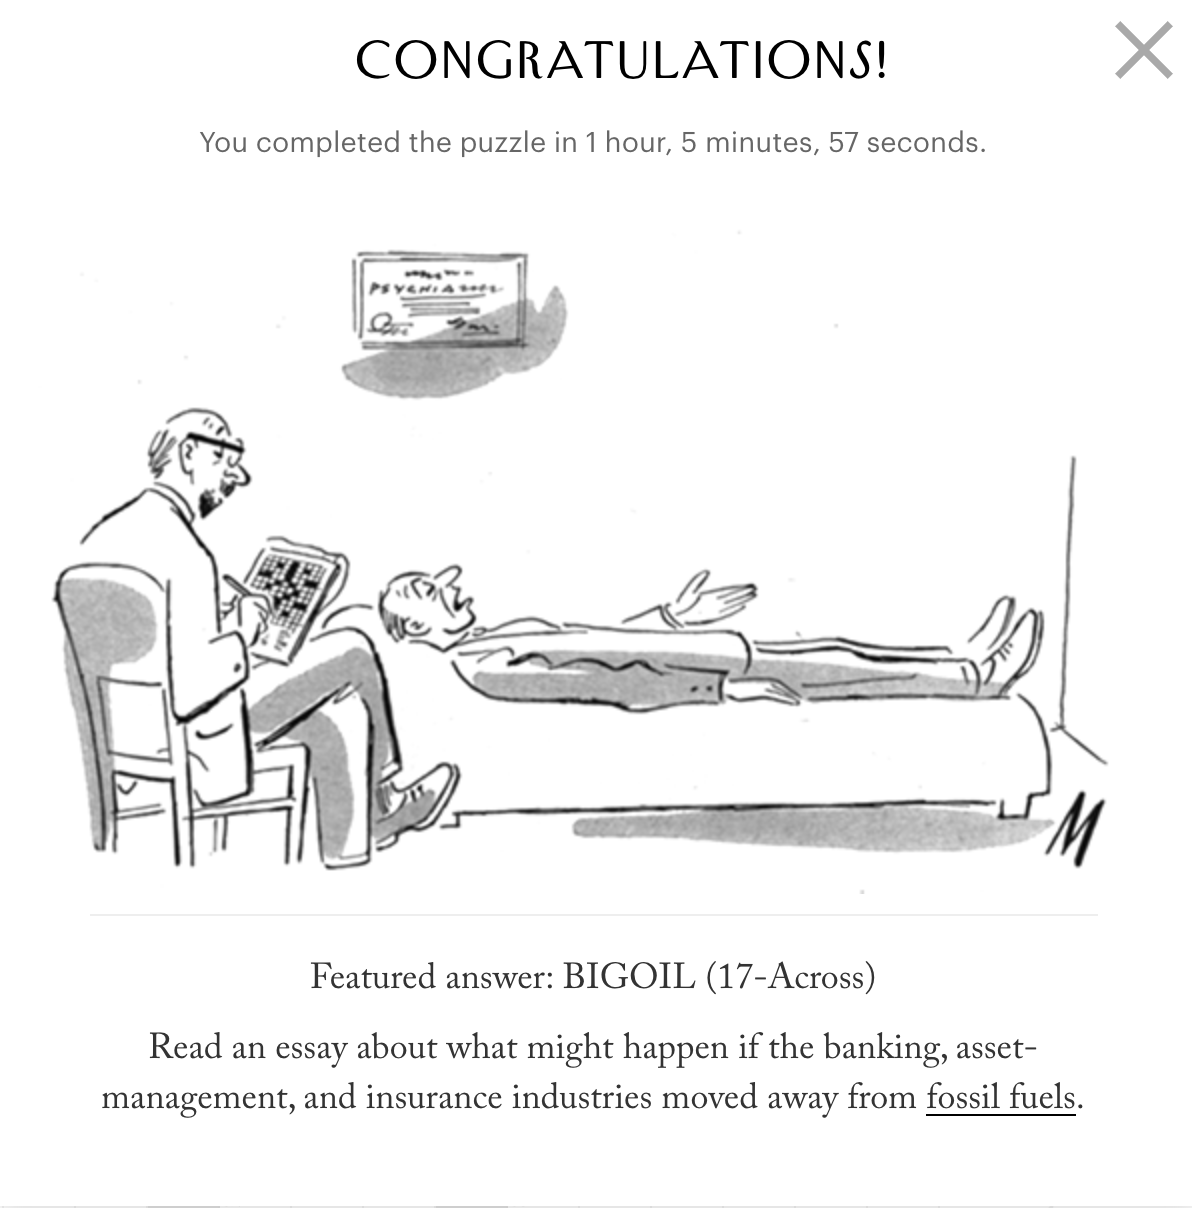 CONGRATULATIONS!
You completed the puzzle in 1 hour, 5 minutes, 57 seconds.
M
Featured answer: BIGOIL (17-Across)
Read an essay about what might happen if the banking, asset-
management, and insurance industries moved away from fossil fuels.